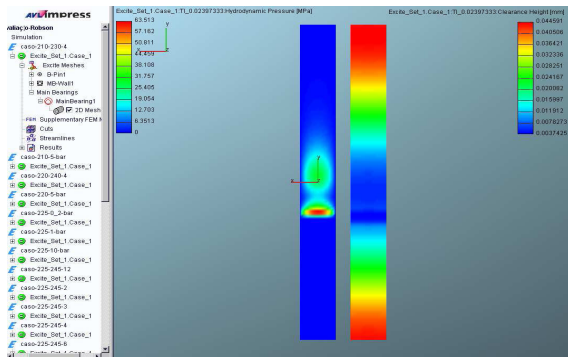 AVL Impress
valiação-Robson
Simulation
caso-210-230-4
Excite_Set_1.Case_1
Excite Meshes
B-Pint1
MB-Wall1
Main Bearings
MainBearing1
2D Mesh
FEM Supplementary FEM M
Cuts
Streamlines
Results
caso-210-5-bar
Excite_Set_1.Case_1
caso-220-240-4
Excite_Set_1.Case_1
caso-220-5-bar
Excite_Set_1.Case_1
caso-225-0_2-bar
Excite_Set_1.Case_1
caso-225-1-bar
Excite_Set_1.Case_1
caso-225-10-bar
Excite_Set_1.Case_1
caso-225-245-12
Excite_Set_1.Case_1
caso-225-245-2
Excite_Set_1.Case_1
caso-225-245-3
Excite_Set_1.Case_1
caso-225-245-4
Excite_Set_1.Case_1
caso-225-245-6
Excite_Set_1.Case_1
Excite_Set_1.Case_1:TI_0.02397333:Hydrodynamic Pressure [MPa]
63.513
57.162
50.811
44.459
38.108
31.757
25.405
19.054
12.703
6.3513
0
y
z
y
x
z
Excite_Set_1.Case_1:TI_0.02397333:Clearance Height [mm]
0.044591
0.040506
0.036421
0.032336
0.028251
0.024167
0.020082
0.015997
0.011912
0.0078273
0.0037425